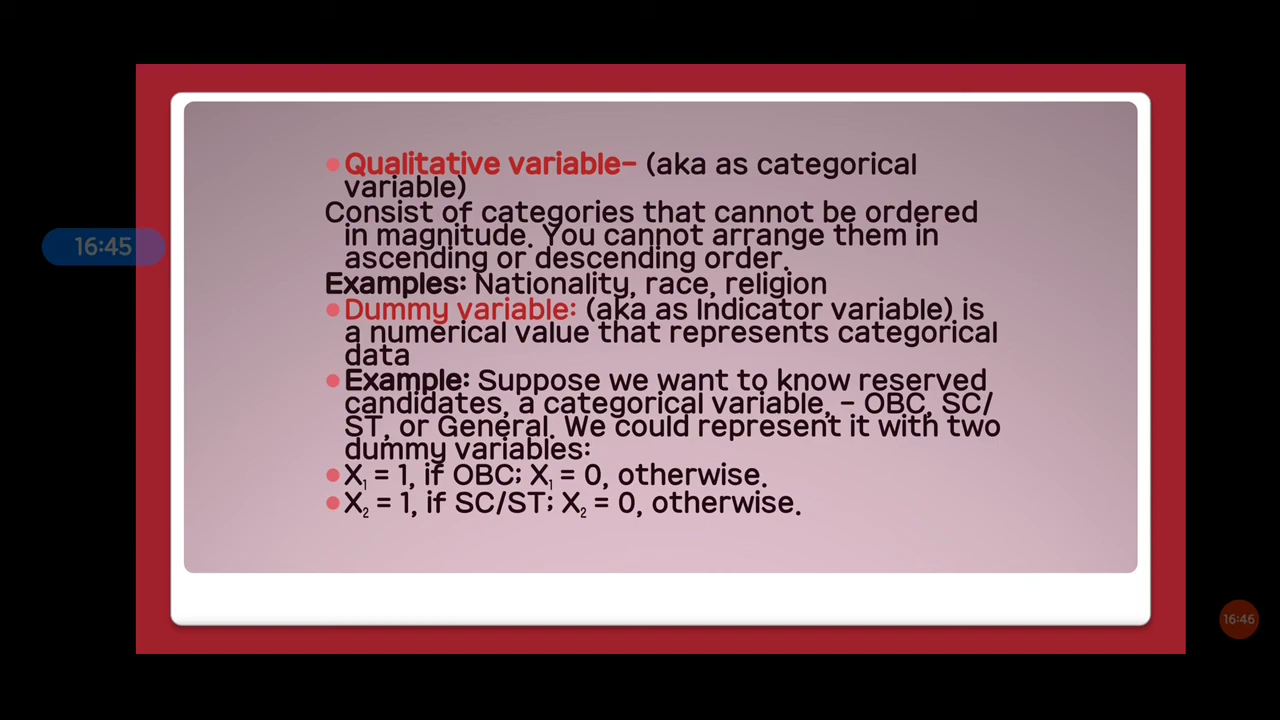 Qualitative variable- (aka as categorical
variable)
Consist of categories that cannot be ordered
in magnitude. You cannot arrange them in
ascending or descending order.
Examples: Nationality, race, religion
Dummy variable: (aka as Indicator variable) is
a numerical value that represents categorical
data
Example: Suppose we want to know reserved
candidates, a categorical variable, - OBC, SC/
ST, or General. We could represent it with two
dummy variables:
X₁ = 1, if OBC; X₁ = 0, otherwise.
X₂ = 1, if SC/ST; X₂ = 0, otherwise.
16:45
16:46